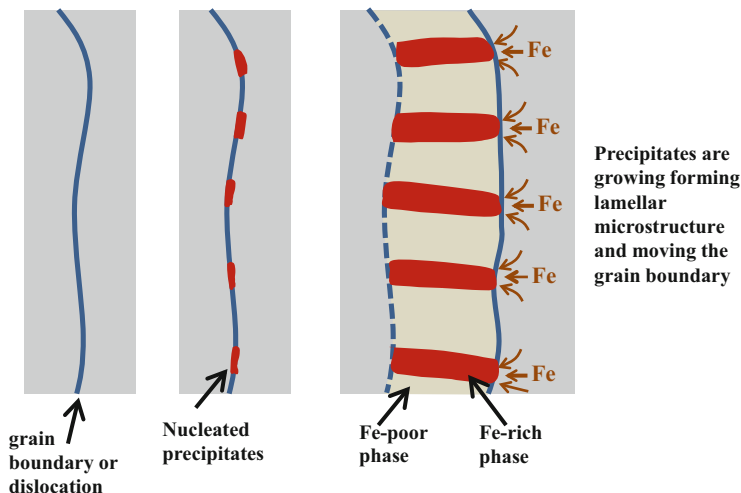 Fe
Fe
Fe
Fe
Fe
Precipitates are
growing forming
lamellar
microstructure
and moving the
grain boundary
grain
boundary or
dislocation
Nucleated
precipitates
Fe-poor
phase
Fe-rich
phase